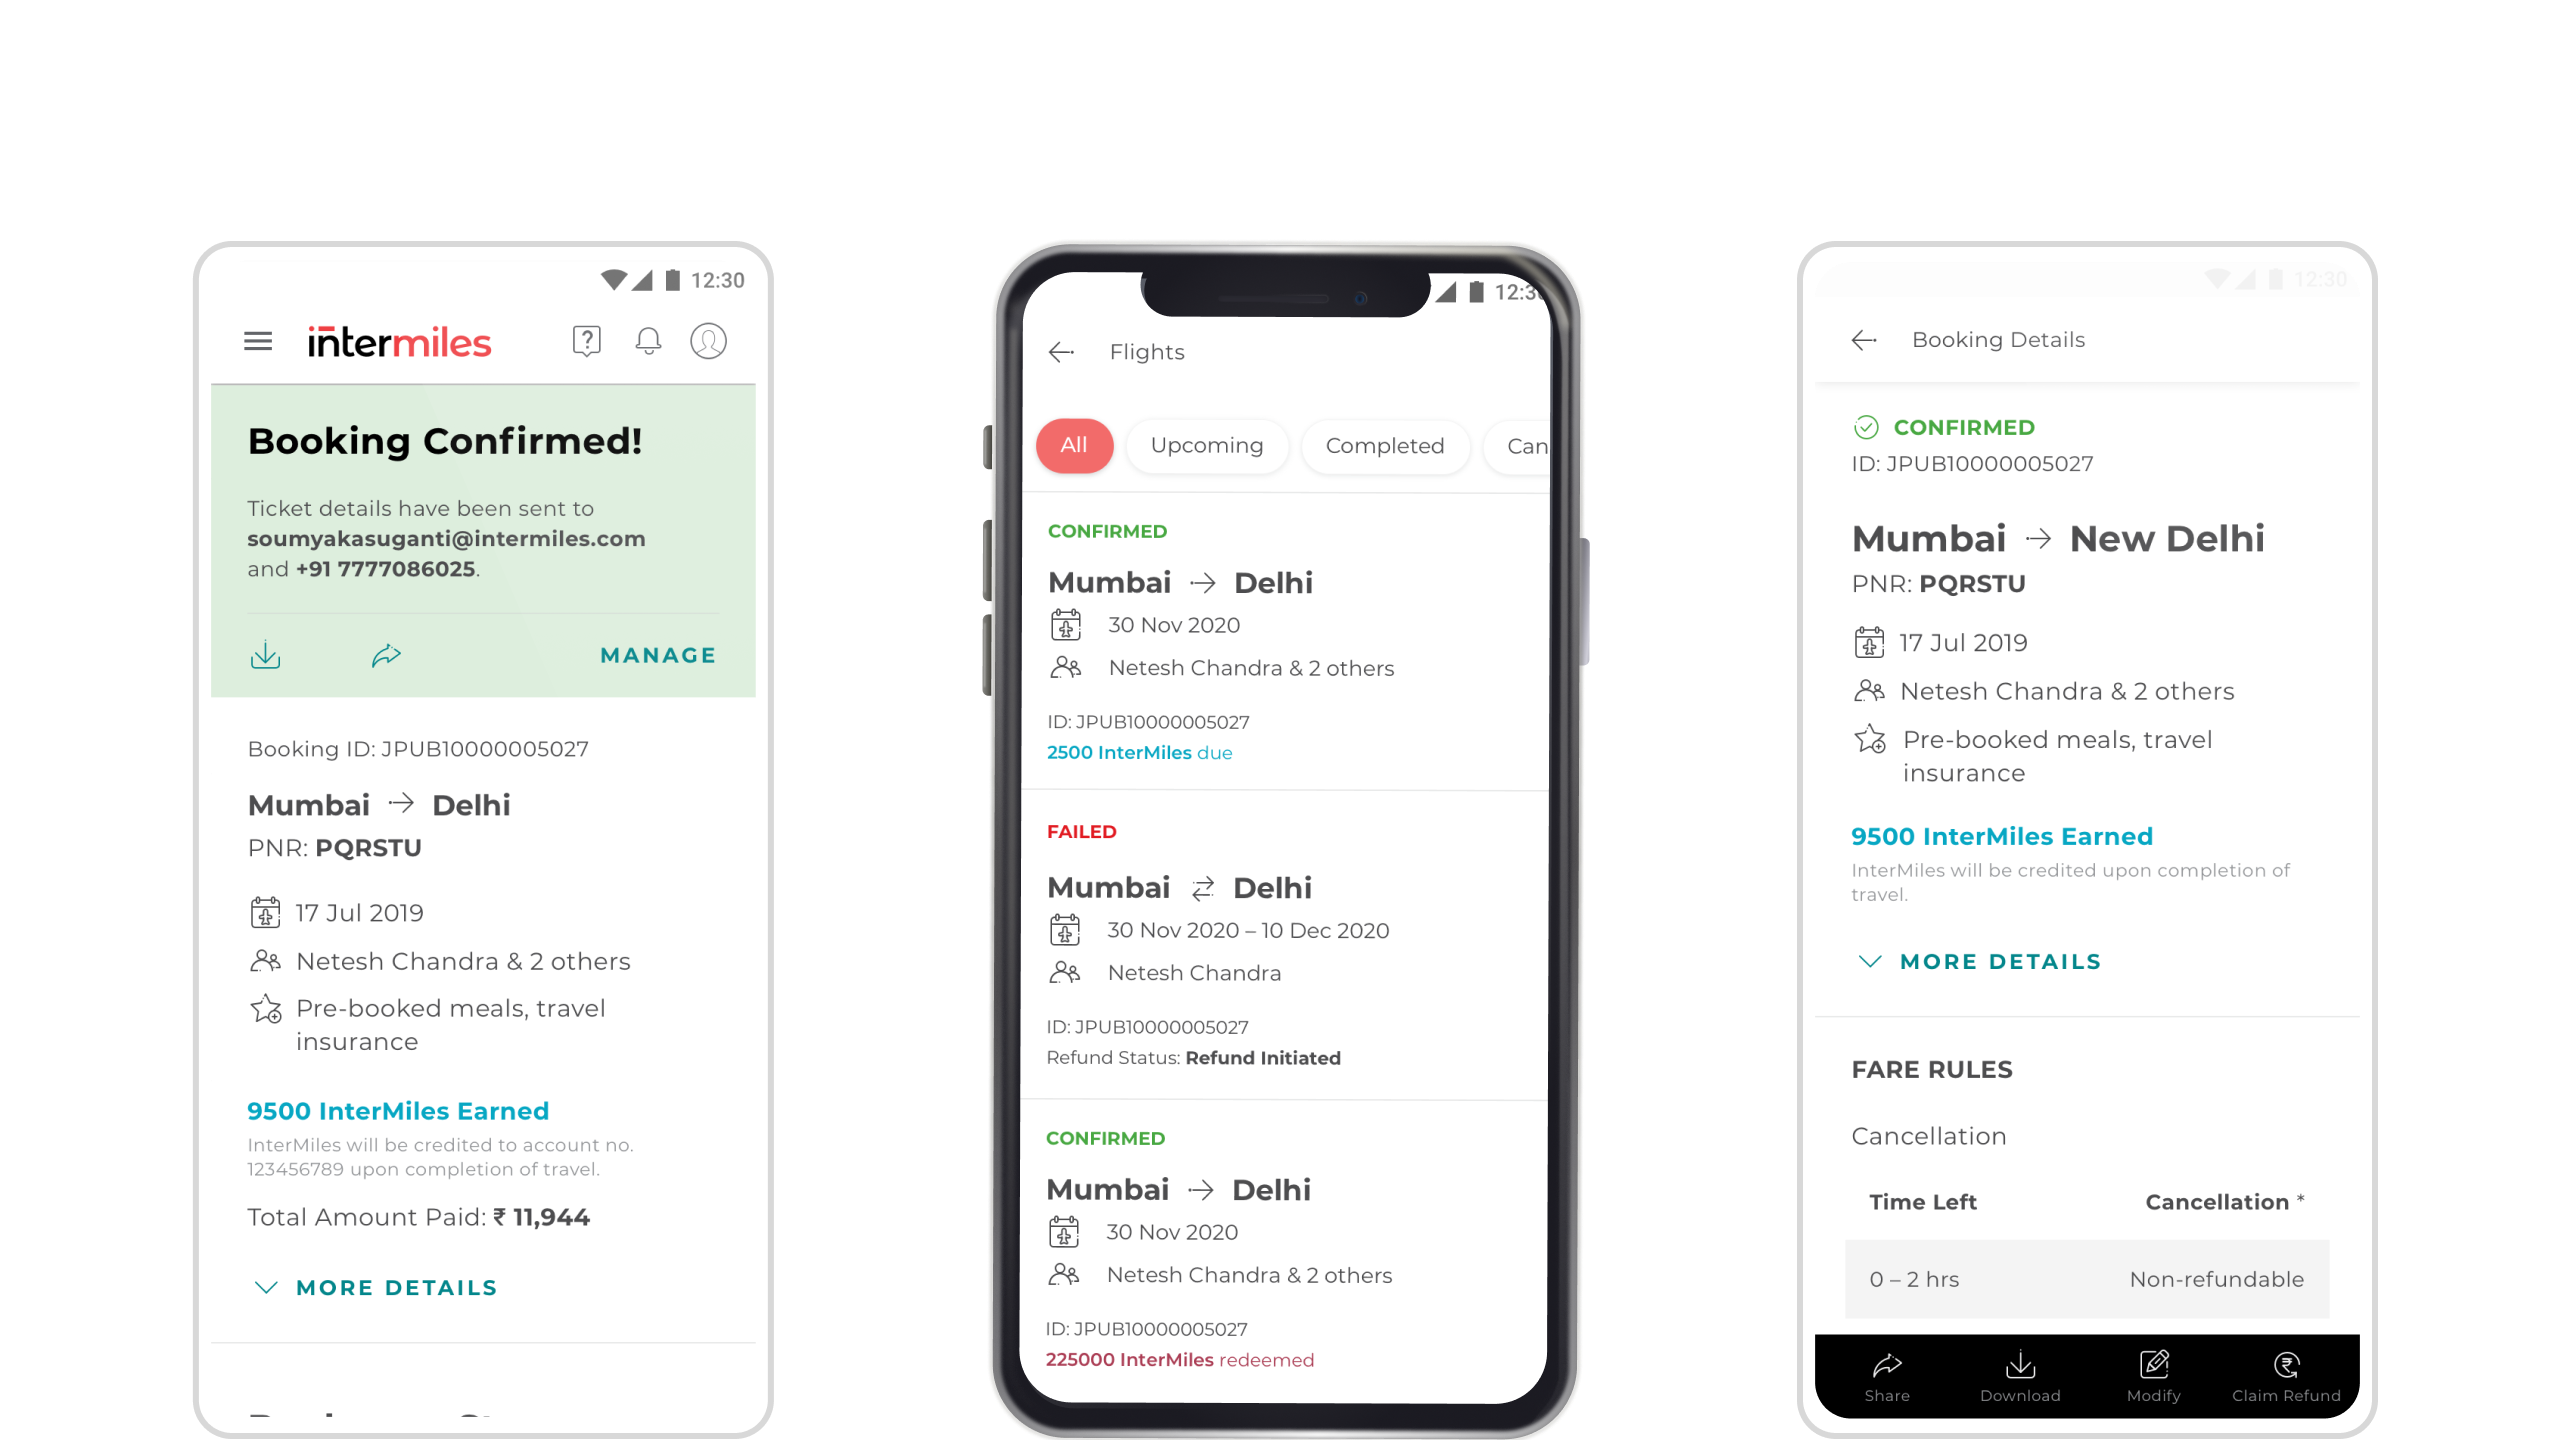 12:30
intermiles
Booking Confirmed!
Ticket details have been sent to
soumyakasuganti@intermiles.com
and +91 7777086025.
MANAGE
Booking ID: JPUB10000005027
Mumbai Delhi
PNR: PQRSTU
17 Jul 2019
Netesh Chandra & 2 others
Pre-booked meals, travel
insurance
9500 InterMiles Earned
InterMiles will be credited to account no.
123456789 upon completion of travel.
Total Amount Paid: ₹ 11,944
MORE DETAILS
Flights
All Upcoming Completed Can
CONFIRMED
Mumbai Delhi
30 Nov 2020
Netesh Chandra & 2 others
ID: JPUB10000005027
2500 InterMiles due
FAILED
Mumbai Delhi
30 Nov 2020 – 10 Dec 2020
Netesh Chandra
ID: JPUB10000005027
Refund Status: Refund Initiated
CONFIRMED
Mumbai Delhi
30 Nov 2020
Netesh Chandra & 2 others
ID: JPUB10000005027
225000 InterMiles redeemed
12:30
Booking Details
CONFIRMED
ID: JPUB10000005027
Mumbai New Delhi
PNR: PQRSTU
17 Jul 2019
Netesh Chandra & 2 others
Pre-booked meals, travel
insurance
9500 InterMiles Earned
InterMiles will be credited upon completion of
travel.
MORE DETAILS
FARE RULES
Cancellation
Time Left Cancellation *
0 – 2 hrs Non-refundable
Share Download Modify Claim Refund